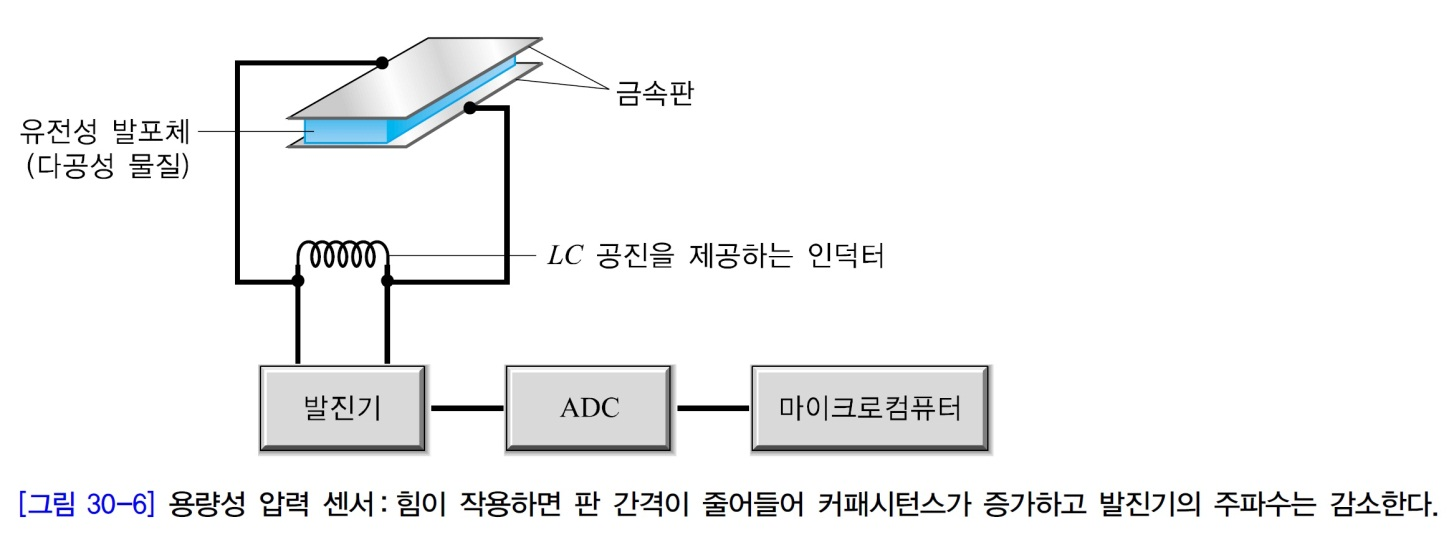 금속판
유전성 발포체
(다공성 물질)
LC 공진을 제공하는 인덕터
발진기
ADC
마이크로컴퓨터
[그림 30-6] 용량성 압력 센서: 힘이 작용하면 판 간격이 줄어들어 커패시턴스가 증가하고 발진기의 주파수는 감소한다.